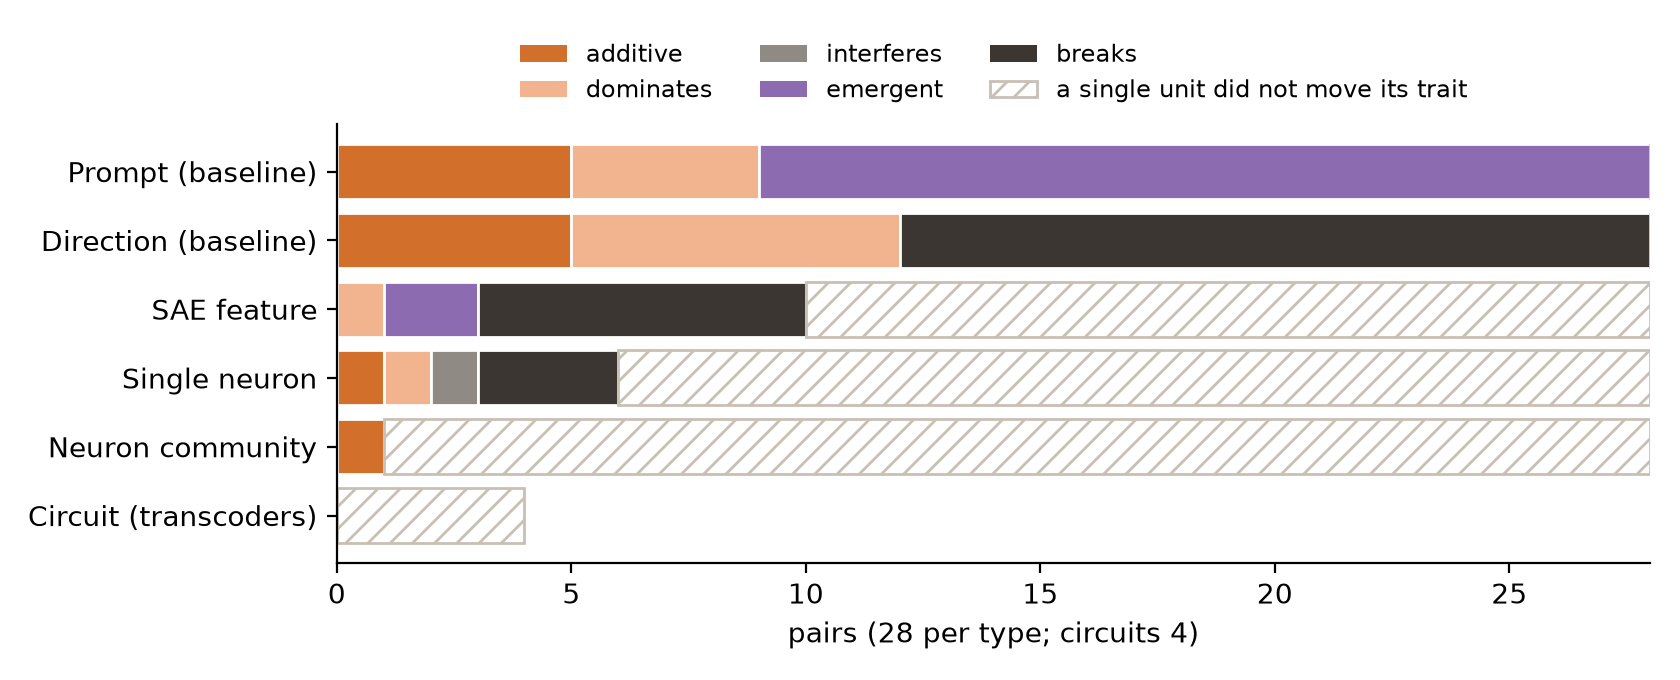 additive
interferes
breaks
dominates
emergent
a single unit did not move its trait
Prompt (baseline)
Direction (baseline)
SAE feature
Single neuron
Neuron community
Circuit (transcoders)
0 5 10 15 20 25
pairs (28 per type; circuits 4)